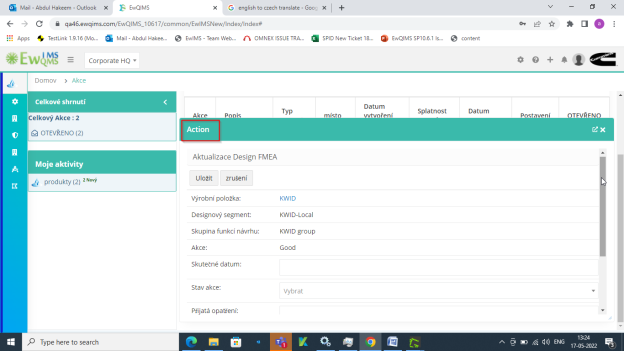 Mail - Abdul Hakeem - Outlook
EwQIMS
english to czech translate - Goo
qa46.ewqims.com/EwQIMS_10617/common/EwIMSNew/Index/Index#
Apps
TestLink 1.9.16 (Mo...
Mail - Abdul Hakee...
EwIMS - Team Web...
OMNEX ISSUE TRA...
SPID New Ticket 18...
EwQIMS SP10.6.1 Is...
content
EwQIMS
Corporate HQ
Domov > Akce
Celkové shrnutí
Celkový Akce : 2
OTEVŘENO (2)
Moje aktivity
produkty (2) 2 Nový
Akce
Popis
Typ
místo
Datum
vytvoření
Splatnost
Datum
Postavení
OTEVŘENO
Action
Aktualizace Design FMEA
Uložit
zrušení
Výrobní položka:
KWID
Designový segment:
KWID-Local
Skupina funkcí návrhu:
KWID group
Akce:
Good
Skutečné datum:
Stav akce:
Vybrat
Přijatá opatření:
Type here to search
ENG
13:24
17-05-2022